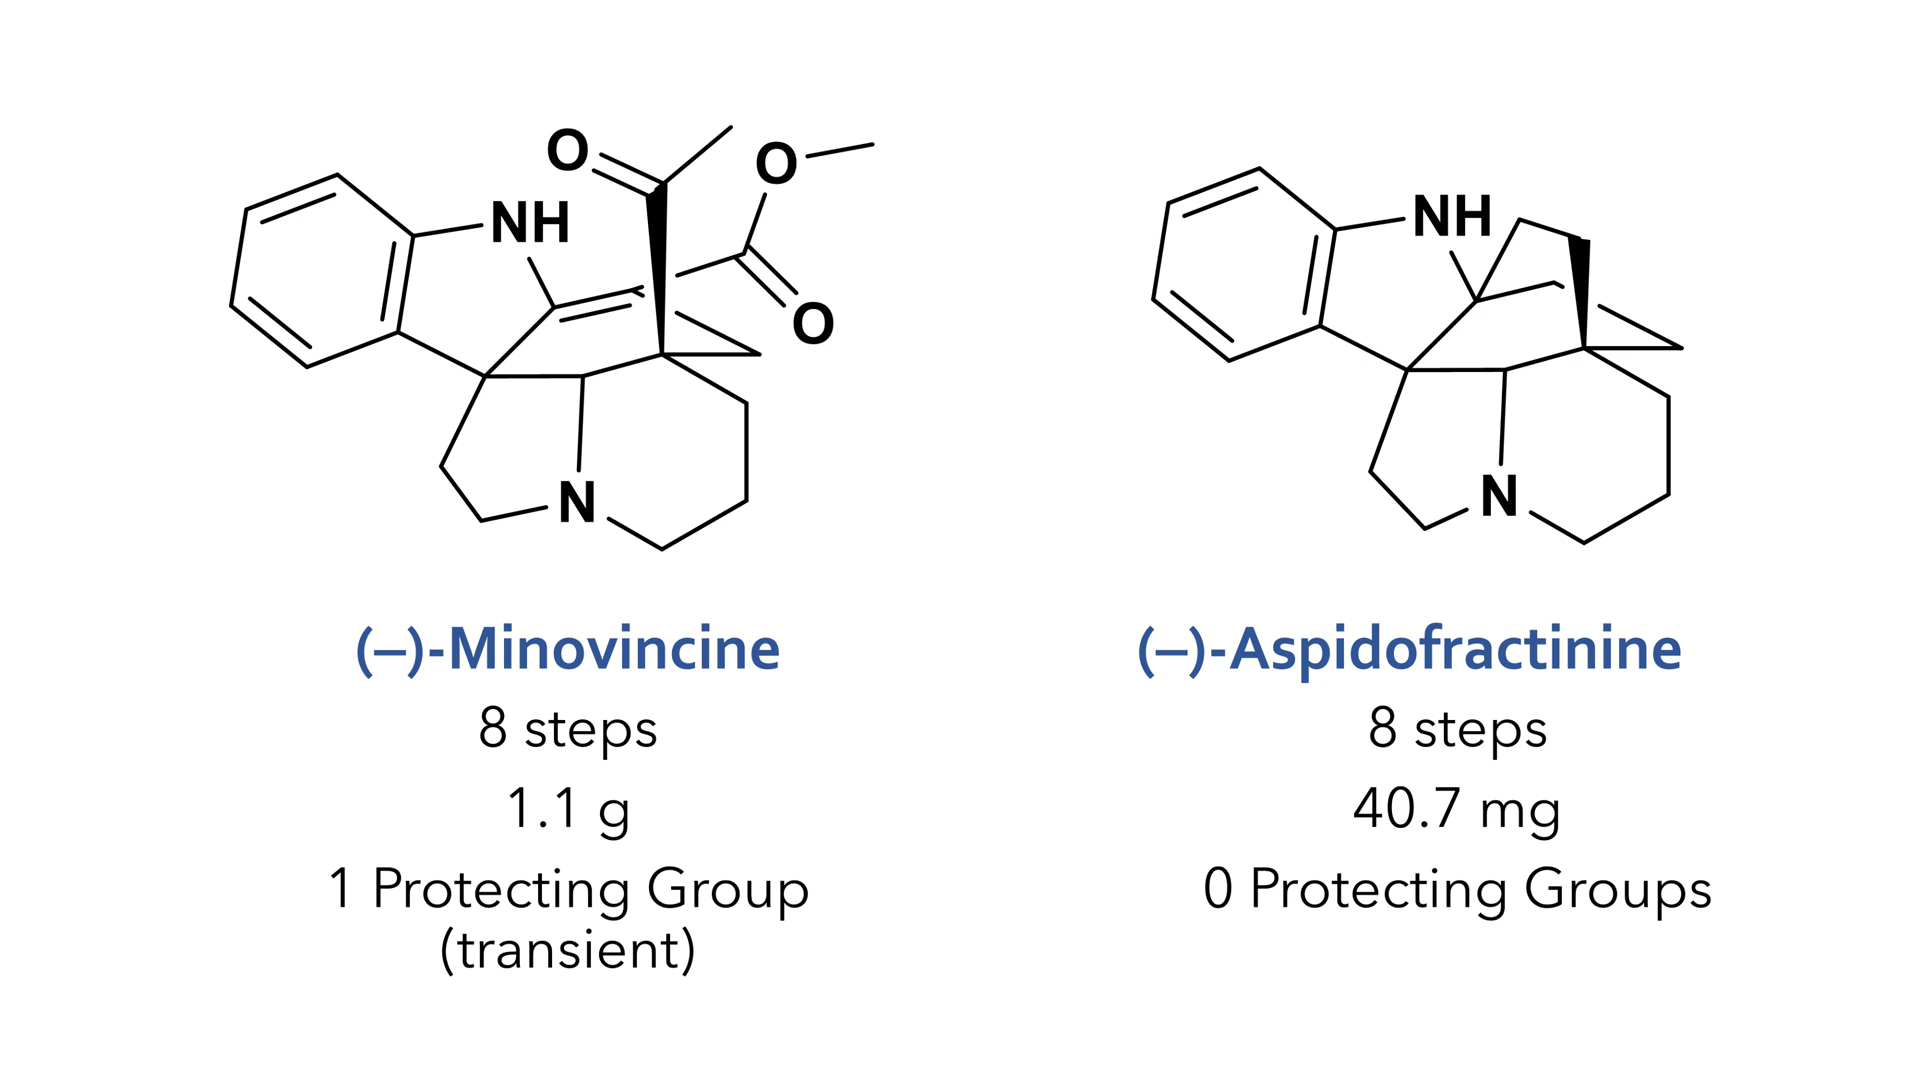 O
O
NH
O
N
NH
N
(–)-Minovincine
8 steps
1.1 g
1 Protecting Group
(transient)
(–)-Aspidofractinine
8 steps
40.7 mg
0 Protecting Groups